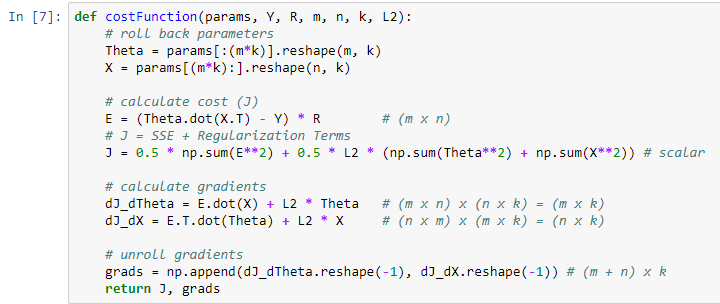 In [7]: def costFunction(params, Y, R, m, n, k, L2):
    # roll back parameters
    Theta = params[:(m*k)].reshape(m, k)
    X = params[(m*k):].reshape(n, k)

    # calculate cost (J)
    E = (Theta.dot(X.T) - Y) * R        # (m x n)
    # J = SSE + Regularization Terms
    J = 0.5 * np.sum(E**2) + 0.5 * L2 * (np.sum(Theta**2) + np.sum(X**2)) # scalar

    # calculate gradients
    dJ_dTheta = E.dot(X) + L2 * Theta   # (m x n) x (n x k) = (m x k)
    dJ_dX = E.T.dot(Theta) + L2 * X     # (n x m) x (m x k) = (n x k)

    # unroll gradients
    grads = np.append(dJ_dTheta.reshape(-1), dJ_dX.reshape(-1)) # (m + n) x k
    return J, grads